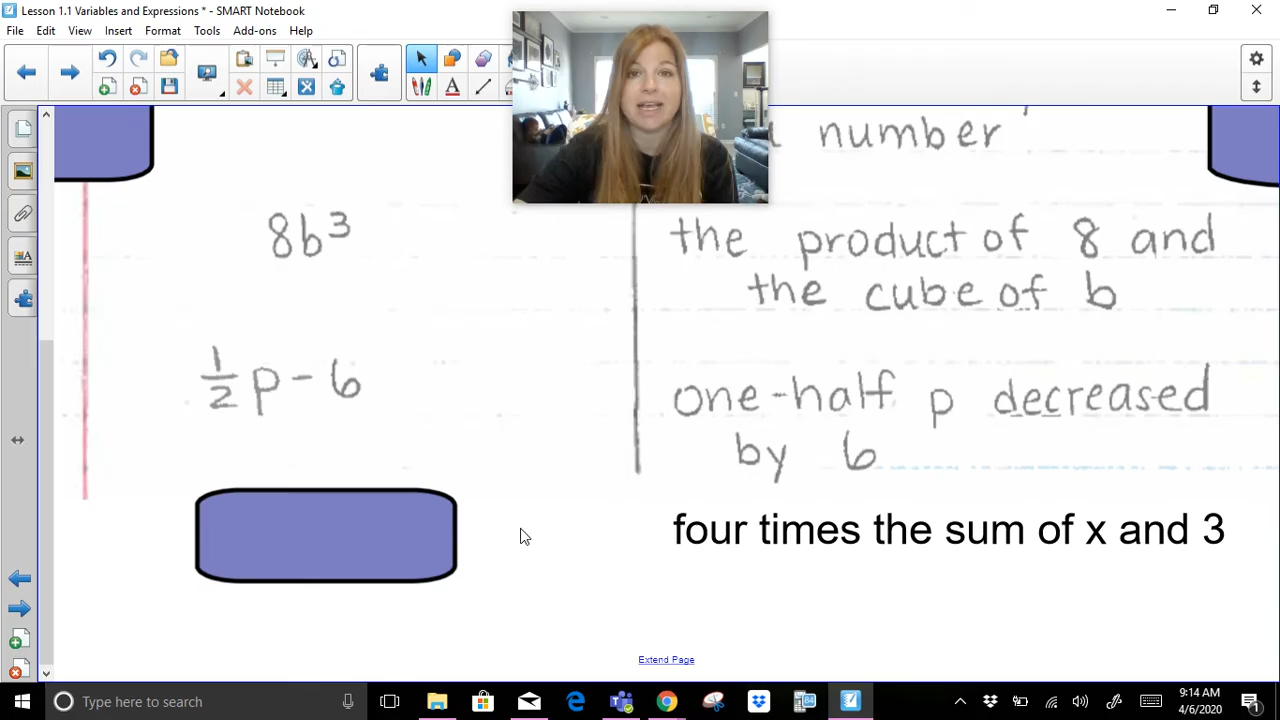 Lesson 1.1 Variables and Expressions * - SMART Notebook
File Edit View Insert Format Tools Add-ons Help
number
8b³
the product of 8 and
the cube of b
1/2 p - 6
one-half p decreased
by 6
four times the sum of x and 3
Extend Page
Type here to search
9:14 AM
4/6/2020